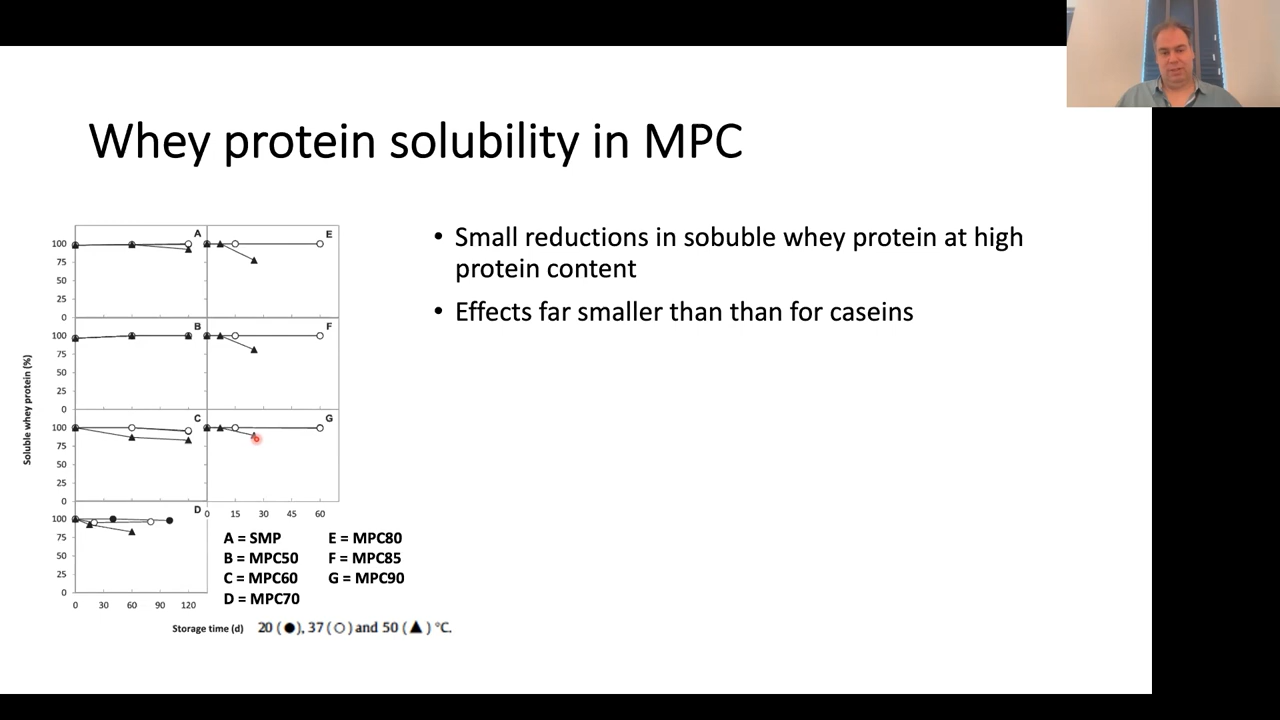 Whey protein solubility in MPC
• Small reductions in sobuble whey protein at high
protein content
• Effects far smaller than than for caseins
Soluble whey protein (%)
100
75
50
25
0
A
E
100
75
50
25
0
B
F
100
75
50
25
0
C
G
0 15 30 45 60
100
75
50
25
0
D
0 30 60 90 120
A = SMP
B = MPC50
C = MPC60
D = MPC70
E = MPC80
F = MPC85
G = MPC90
Storage time (d)
20 (●), 37 (○) and 50 (▲) °C.